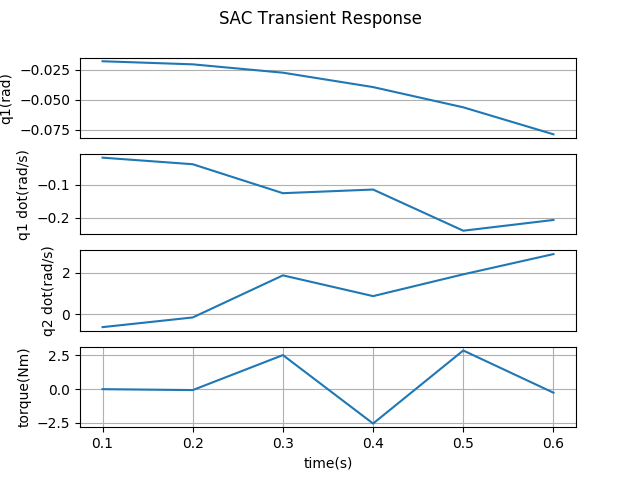 SAC Transient Response
q1(rad)
−0.025
−0.050
−0.075
q1 dot(rad/s)
−0.1
−0.2
q2 dot(rad/s)
2
0
torque(Nm)
2.5
0.0
−2.5
0.1 0.2 0.3 0.4 0.5 0.6
time(s)